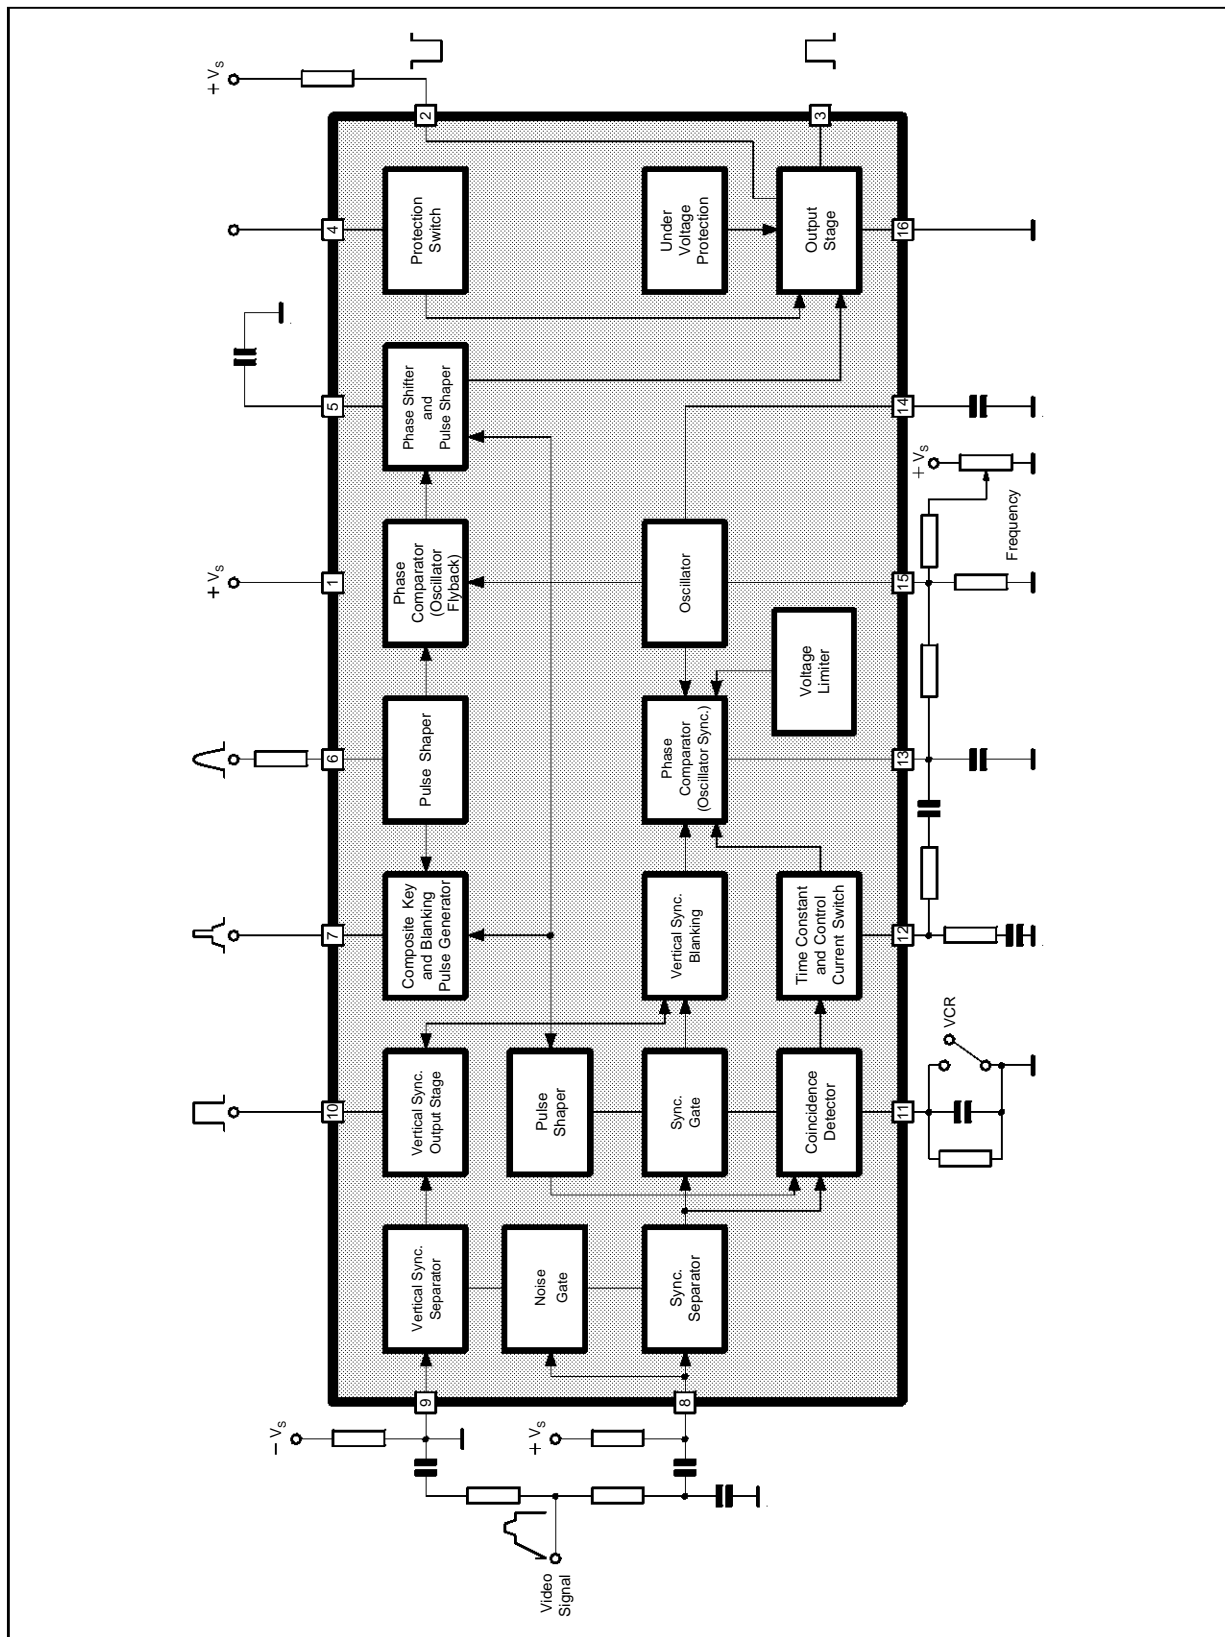 + VS
2
3
4
Protection
Switch
Under
Voltage
Protection
Output
Stage
16
5
Phase Shifter
and
Pulse Shaper
14
+ VS
Frequency
+ VS
1
Phase
Comparator
(Oscillator
Flyback)
Oscillator
15
Voltage
Limiter
6
Pulse Shaper
Phase
Comparator
(Oscillator Sync.)
13
7
Composite Key
and Blanking
Pulse Generator
Vertical Sync.
Blanking
Time Constant
and Control
Current Switch
12
VCR
10
Vertical Sync.
Output Stage
Pulse
Shaper
Sync.
Gate
Coincidence
Detector
11
Vertical Sync.
Separator
Noise
Gate
Sync.
Separator
9
8
– VS
+ VS
Video
Signal